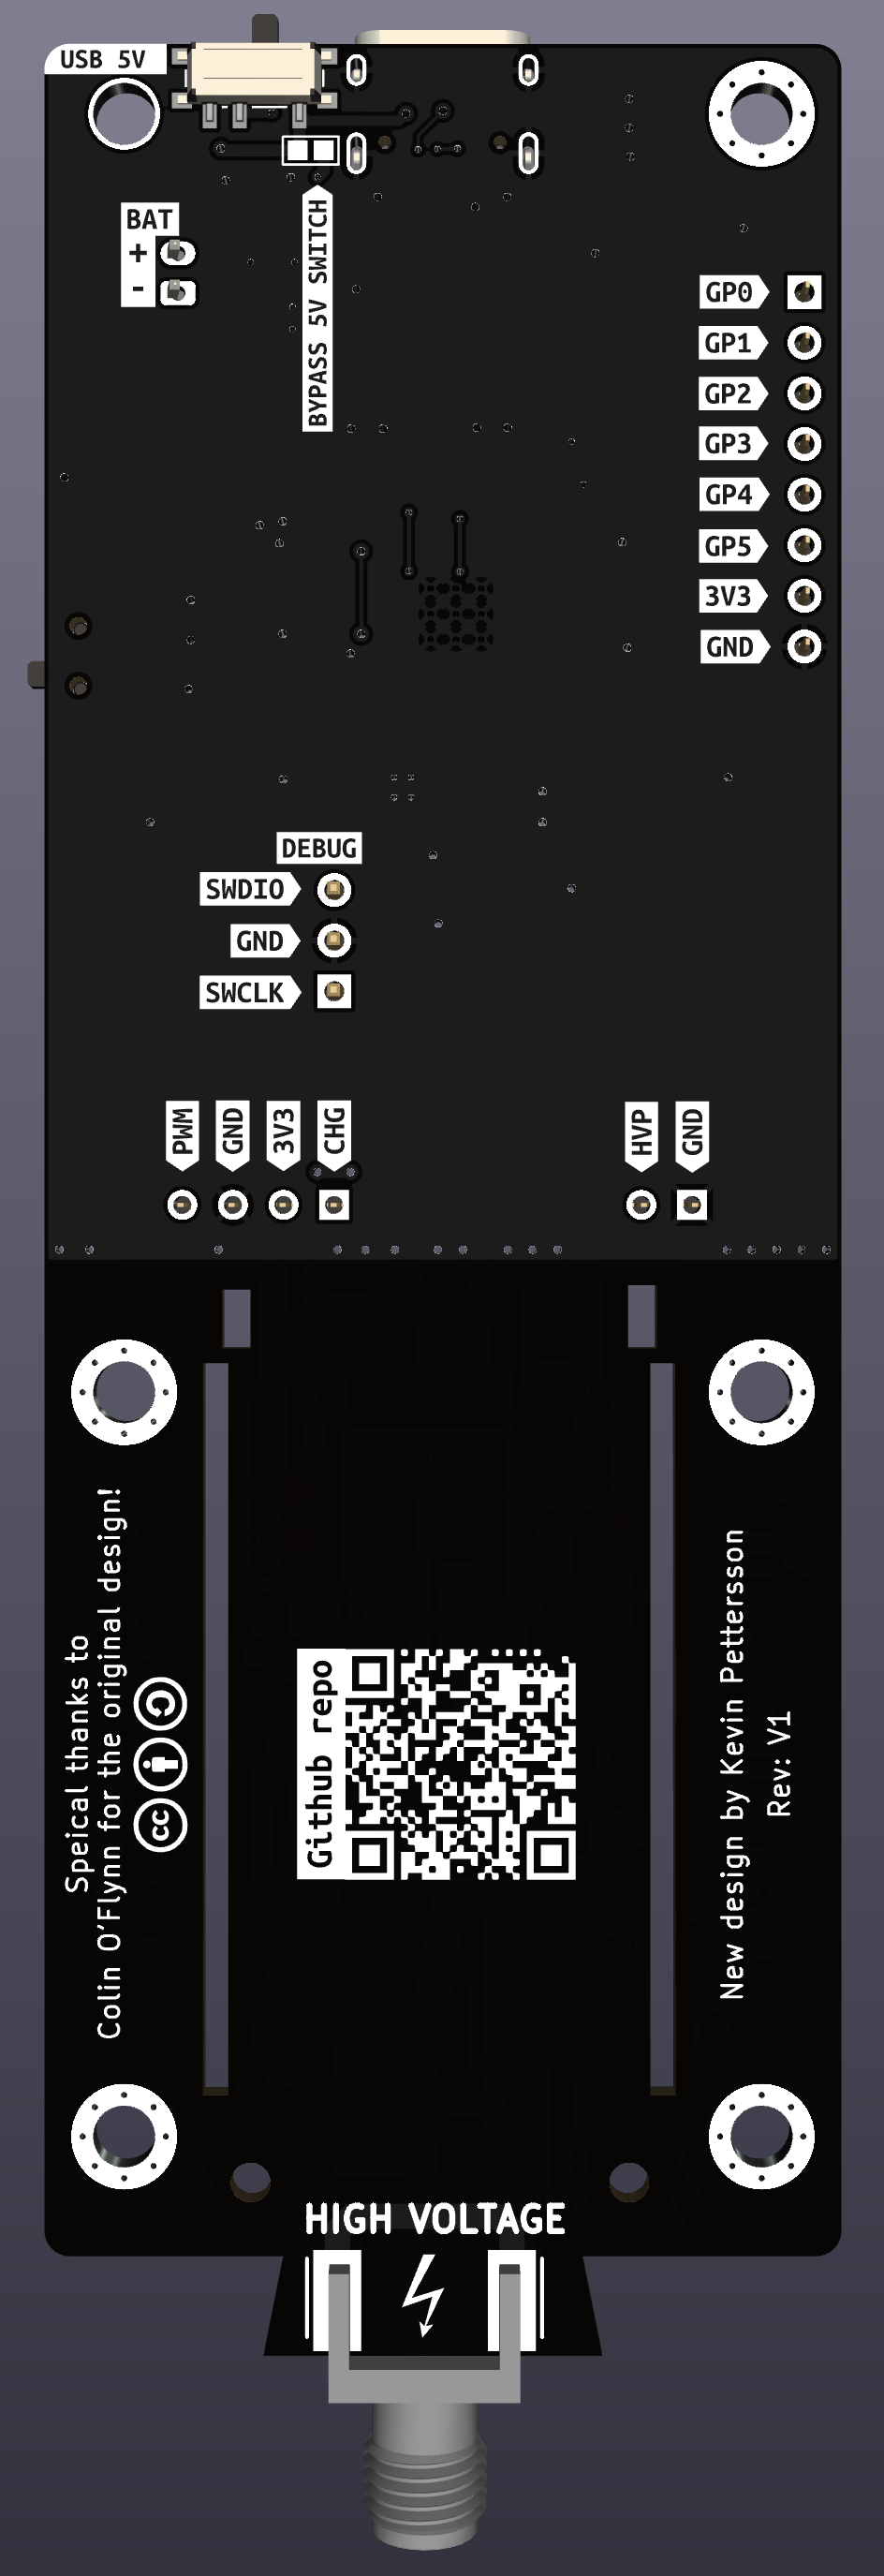 USB 5V
BAT
+
-
BYPASS 5V SWITCH
GP0
GP1
GP2
GP3
GP4
GP5
3V3
GND
DEBUG
SWDIO
GND
SWCLK
PWM
GND
3V3
CHG
HVP
GND
Speical thanks to
Colin O'Flynn for the original design!
cc
Github repo
New design by Kevin Pettersson
Rev: V1
HIGH VOLTAGE